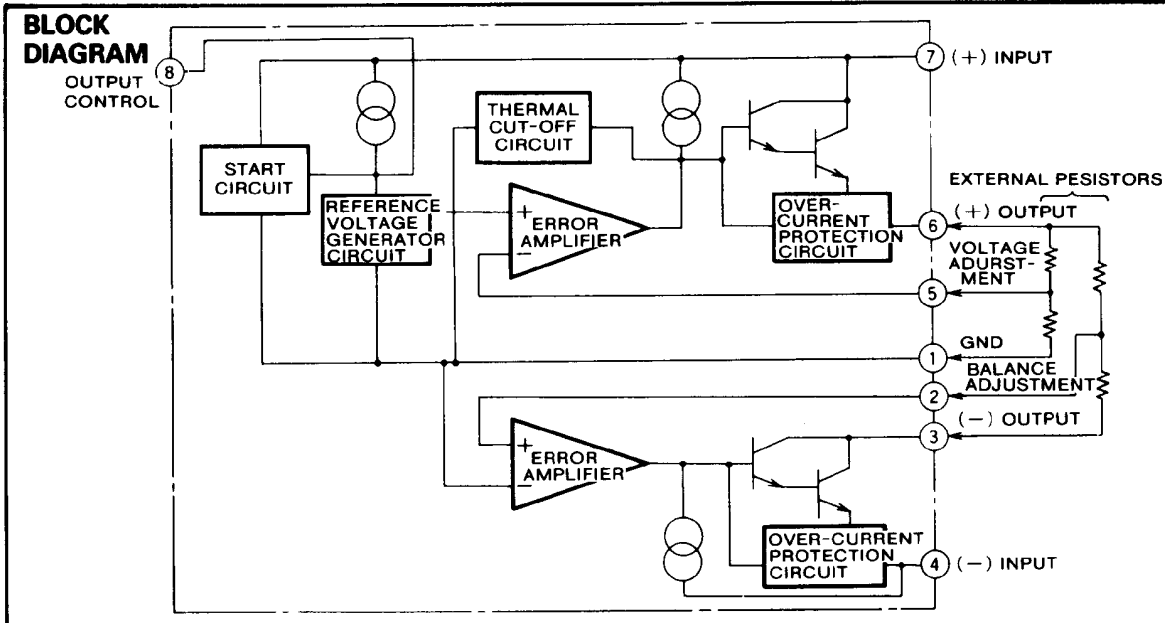 BLOCK
DIAGRAM
8
OUTPUT
CONTROL
7
(+) INPUT
START
CIRCUIT
THERMAL
CUT-OFF
CIRCUIT
REFERENCE
VOLTAGE
GENERATOR
CIRCUIT
+
−
ERROR
AMPLIFIER
OVER-
CURRENT
PROTECTION
CIRCUIT
EXTERNAL PESISTORS
6
(+) OUTPUT
VOLTAGE
ADURST-
MENT
5
1
GND
BALANCE
ADJUSTMENT
2
(−) OUTPUT
3
+
−
ERROR
AMPLIFIER
OVER-CURRENT
PROTECTION
CIRCUIT
4
(−) INPUT